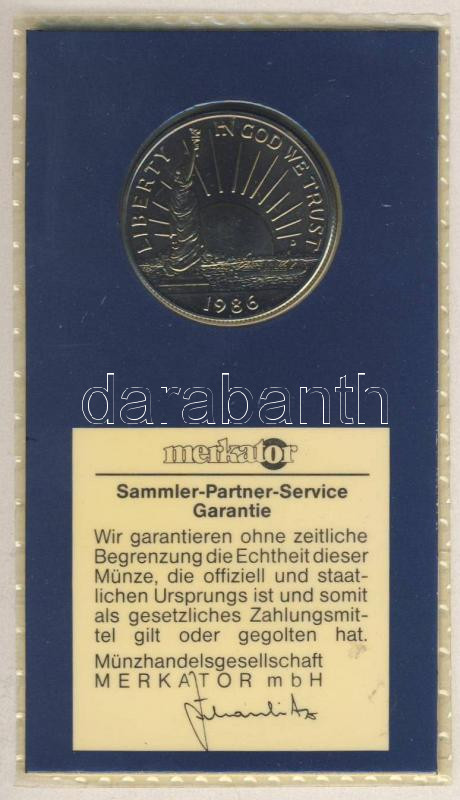 LIBERTY
IN GOD WE TRUST
D
1986
darabanth
merkator
Sammler-Partner-Service
Garantie
Wir garantieren ohne zeitliche
Begrenzung die Echtheit dieser
Münze, die offiziell und staat-
lichen Ursprungs ist und somit
als gesetzliches Zahlungsmit-
tel gilt oder gegolten hat.
Münzhandelsgesellschaft
MERKATOR mbH